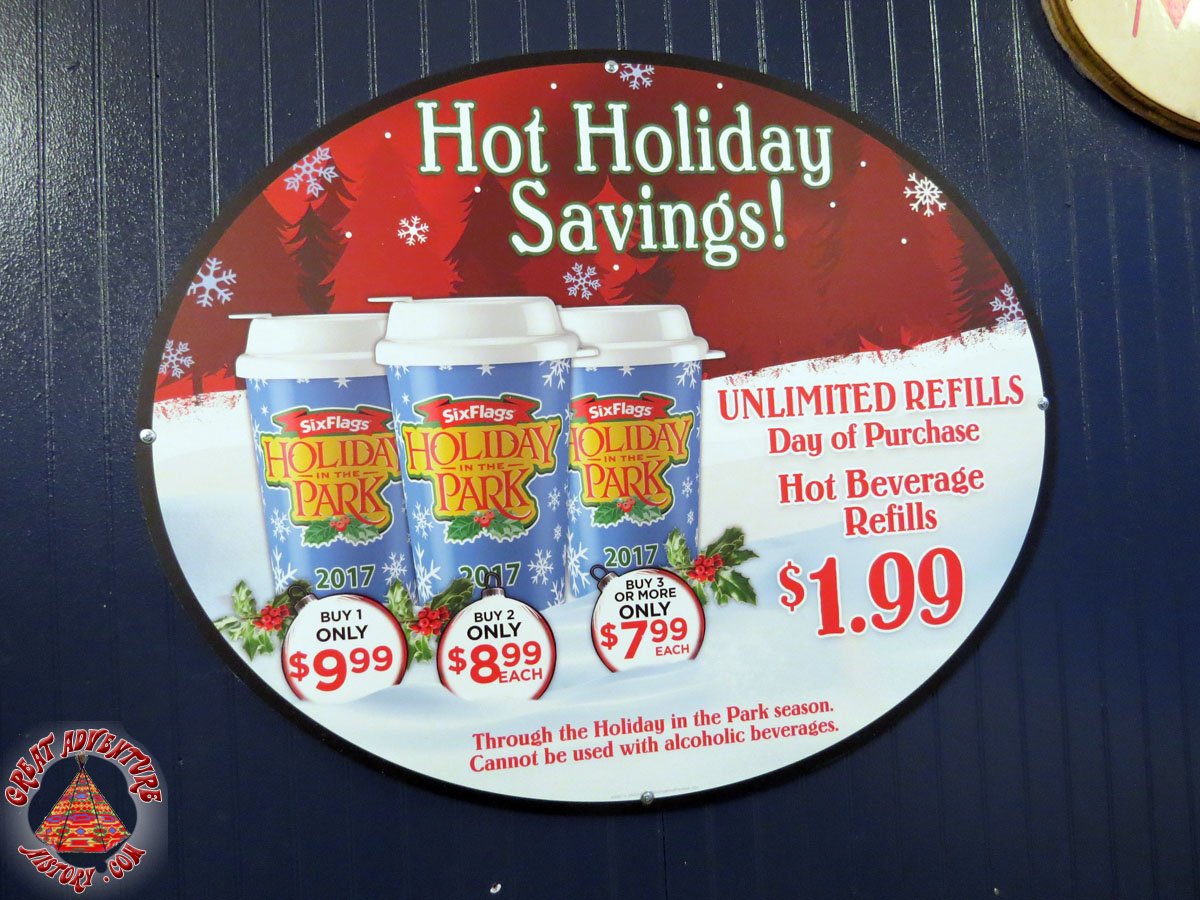 Hot Holiday
Savings!
SixFlags
HOLIDAY
IN THE
PARK
2017
SixFlags
HOLIDAY
IN THE
PARK
2017
SixFlags
HOLIDAY
IN THE
PARK
2017
BUY 1
ONLY
$9.99
BUY 2
ONLY
$8.99
EACH
BUY 3
OR MORE
ONLY
$7.99
EACH
UNLIMITED REFILLS
Day of Purchase
Hot Beverage
Refills
$1.99
Through the Holiday in the Park season.
Cannot be used with alcoholic beverages.
GREAT ADVENTURE
HISTORY.COM